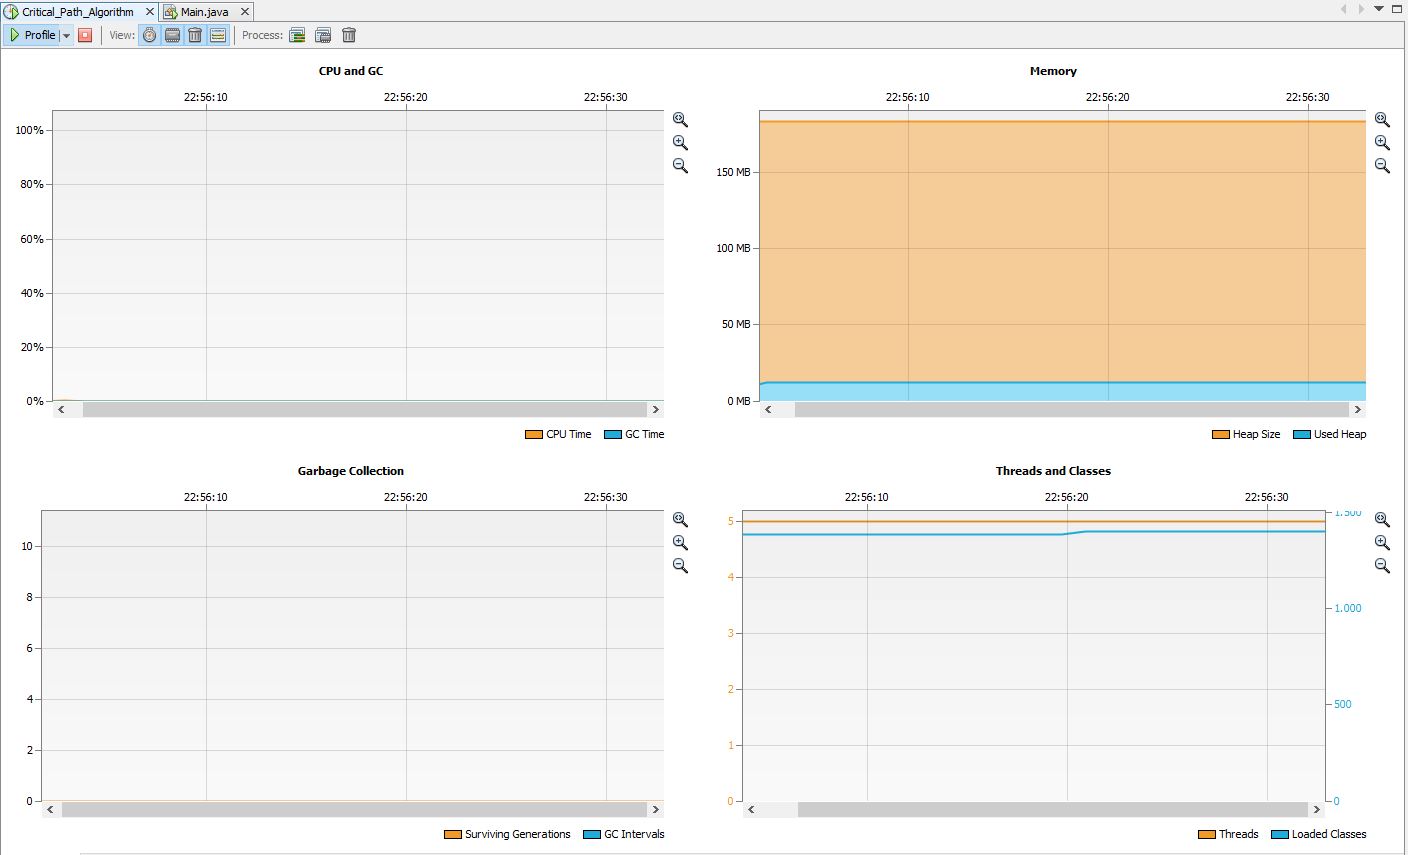 Critical_Path_Algorithm Main.java
Profile View: Process:
CPU and GC
22:56:10 22:56:20 22:56:30
100%
80%
60%
40%
20%
0%
CPU Time GC Time
Memory
22:56:10 22:56:20 22:56:30
150 MB
100 MB
50 MB
0 MB
Heap Size Used Heap
Garbage Collection
22:56:10 22:56:20 22:56:30
10
8
6
4
2
0
Surviving Generations GC Intervals
Threads and Classes
22:56:10 22:56:20 22:56:30
5 1.500
4
3 1.000
2 500
1
0 0
Threads Loaded Classes